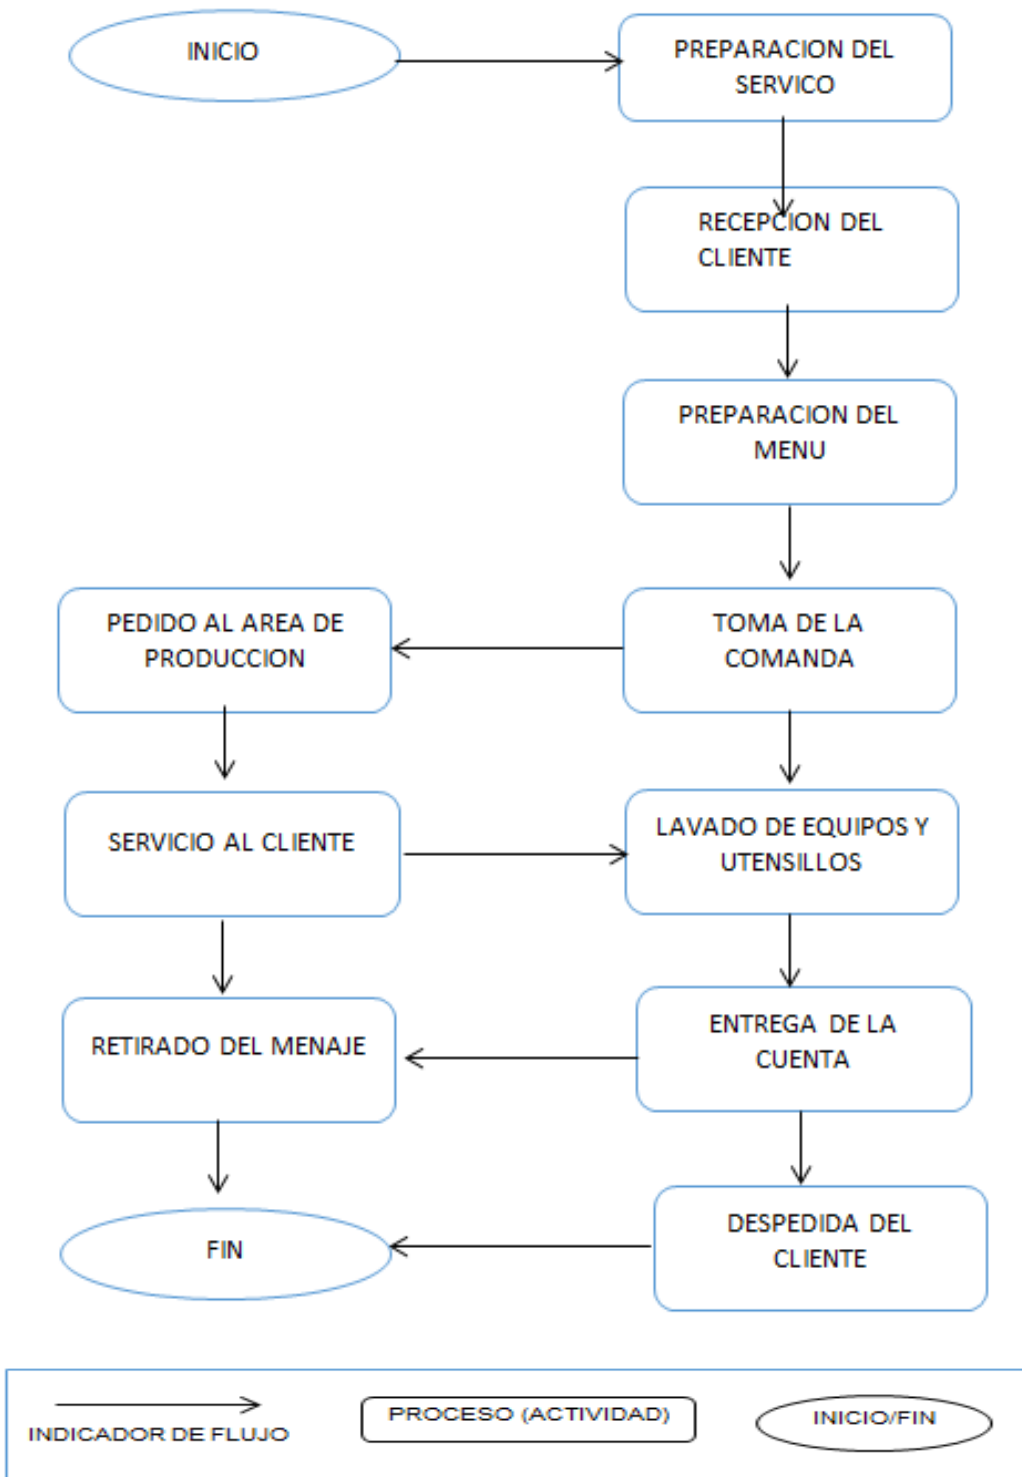 INICIO
PREPARACION DEL
SERVICO
RECEPCION DEL
CLIENTE
PREPARACION DEL
MENU
PEDIDO AL AREA DE
PRODUCCION
TOMA DE LA
COMANDA
SERVICIO AL CLIENTE
LAVADO DE EQUIPOS Y
UTENSILLOS
RETIRADO DEL MENAJE
ENTREGA DE LA
CUENTA
DESPEDIDA DEL
CLIENTE
FIN
INDICADOR DE FLUJO
PROCESO (ACTIVIDAD)
INICIO/FIN